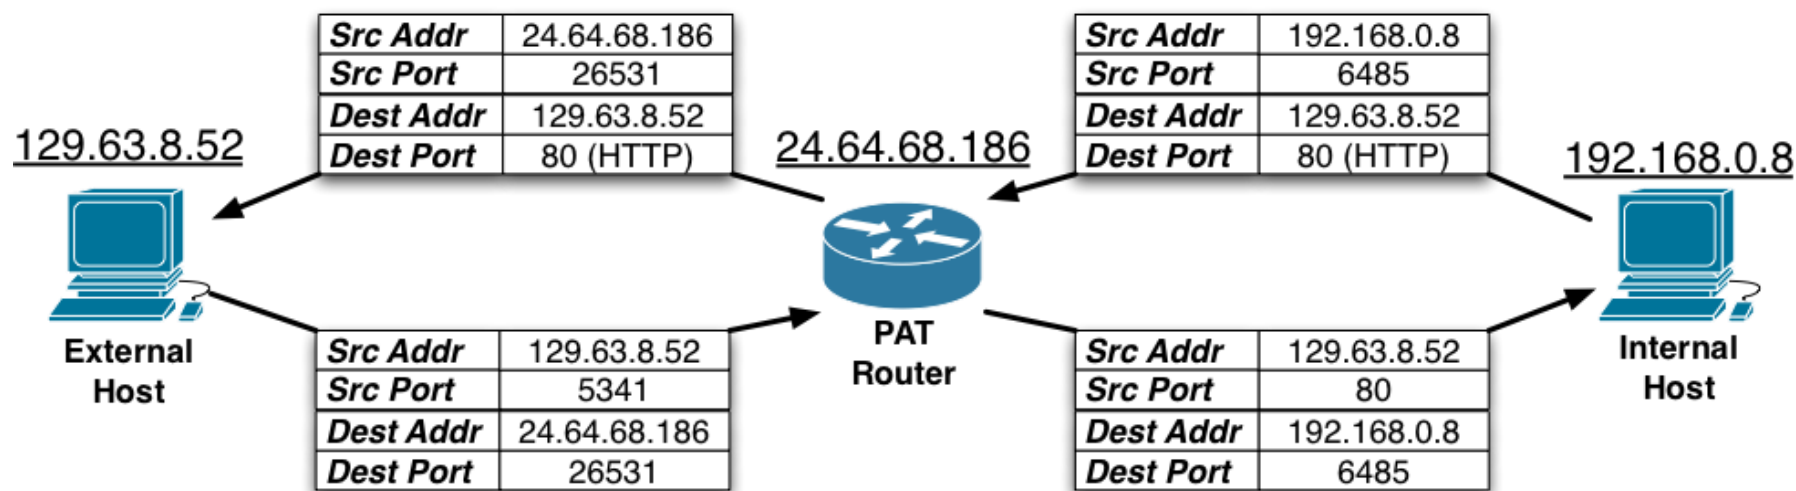 Src Addr 24.64.68.186
Src Port 26531
Dest Addr 129.63.8.52
Dest Port 80 (HTTP)
Src Addr 192.168.0.8
Src Port 6485
Dest Addr 129.63.8.52
Dest Port 80 (HTTP)
129.63.8.52
24.64.68.186
192.168.0.8
External
Host
PAT
Router
Internal
Host
Src Addr 129.63.8.52
Src Port 5341
Dest Addr 24.64.68.186
Dest Port 26531
Src Addr 129.63.8.52
Src Port 80
Dest Addr 192.168.0.8
Dest Port 6485